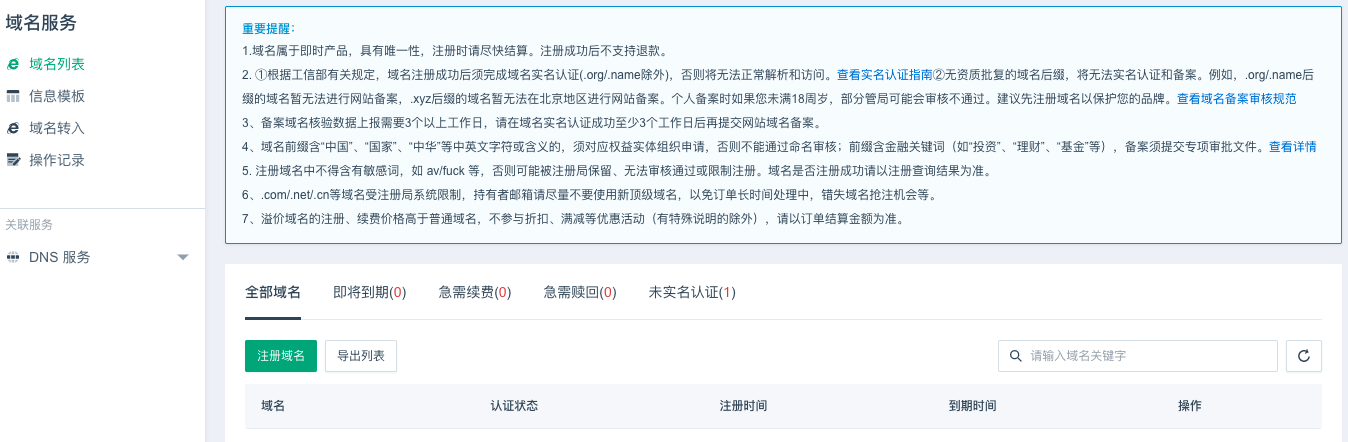 域名服务
域名列表
信息模板
域名转入
操作记录
关联服务
DNS 服务
重要提醒：
1.域名属于即时产品，具有唯一性，注册时请尽快结算。注册成功后不支持退款。
2. ①根据工信部有关规定，域名注册成功后须完成域名实名认证(.org/.name除外)，否则将无法正常解析和访问。查看实名认证指南②无资质批复的域名后缀，将无法实名认证和备案。例如，.org/.name后
缀的域名暂无法进行网站备案，.xyz后缀的域名暂无法在北京地区进行网站备案。个人备案时如果您未满18周岁，部分管局可能会审核不通过。建议先注册域名以保护您的品牌。查看域名备案审核规范
3、备案域名核验数据上报需要3个以上工作日，请在域名实名认证成功至少3个工作日后再提交网站域名备案。
4、域名前缀含“中国”、“国家”、“中华”等中英文字符或含义的，须对应权益实体组织申请，否则不能通过命名审核；前缀含金融关键词（如“投资”、“理财”、“基金”等），备案须提交专项审批文件。查看详情
5. 注册域名中不得含有敏感词，如 av/fuck 等，否则可能被注册局保留、无法审核通过或限制注册。域名是否注册成功请以注册查询结果为准。
6、.com/.net/.cn等域名受注册局系统限制，持有者邮箱请尽量不要使用新顶级域名，以免订单长时间处理中，错失域名抢注机会等。
7、溢价域名的注册、续费价格高于普通域名，不参与折扣、满减等优惠活动（有特殊说明的除外），请以订单结算金额为准。
全部域名 即将到期(0) 急需续费(0) 急需赎回(0) 未实名认证(1)
注册域名 导出列表 请输入域名关键字
域名 认证状态 注册时间 到期时间 操作